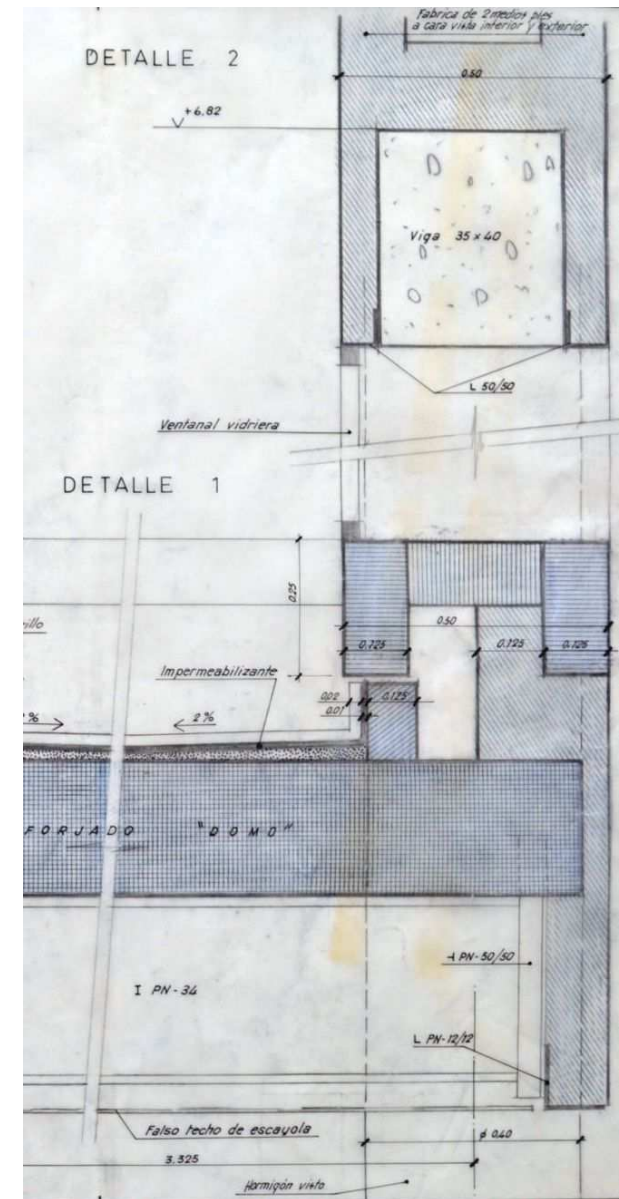 Fabrica de 2 medios pies
a cara vista interior y exterior
DETALLE 2
0.50
+6.82
Viga 35 x 40
L 50/50
Ventanal vidriera
DETALLE 1
0.25
illo
0.50
0.125
0.125
0.125
Impermeabilizante
0.02
0.125
0.01
2%
2%
FORJADO "DOMO"
PN-50/50
I PN-34
L PN-12/12
Falso techo de escayola
ϕ 0.40
3.325
Hormigón visto